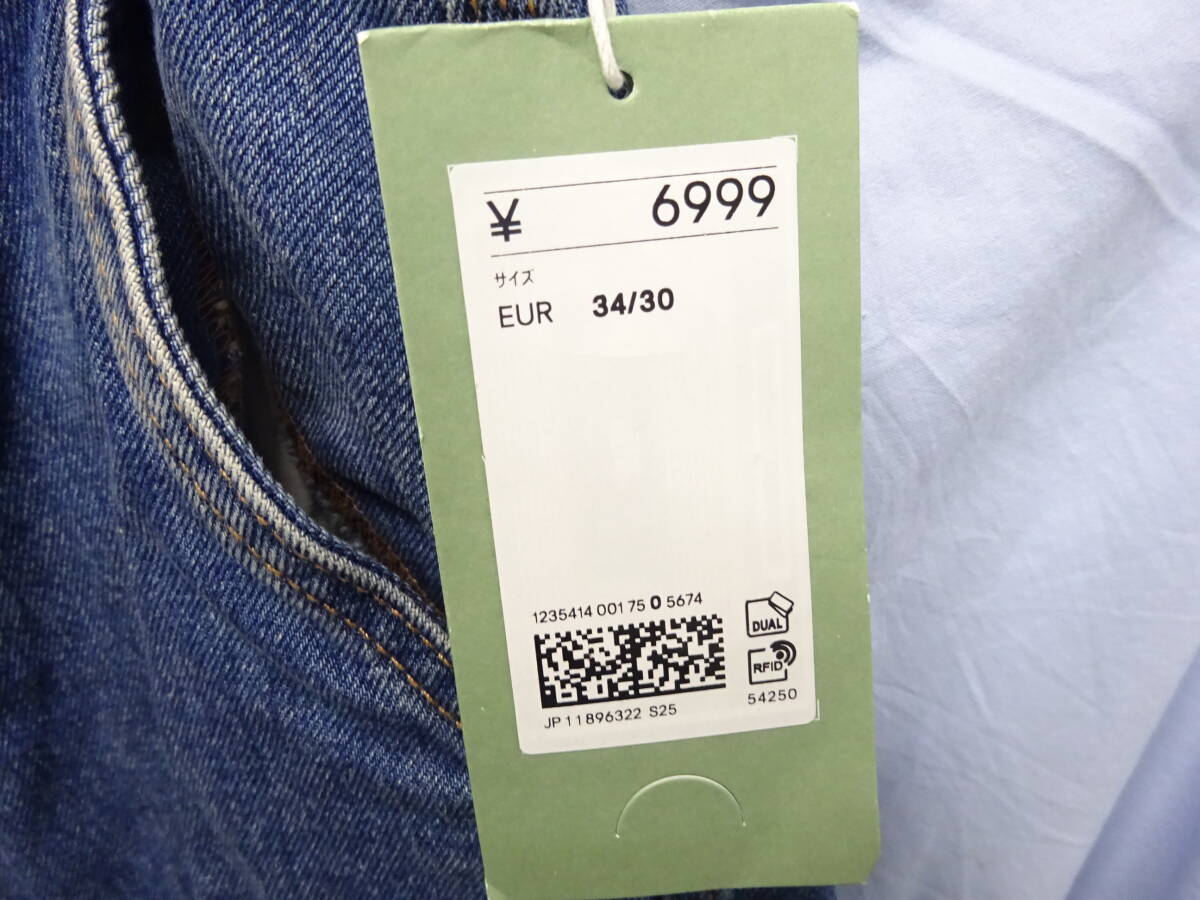 ¥ 6999
サイズ
EUR 34/30
1235414 001 75 0 5674
DUAL
RFID
54250
JP 11896322 S25